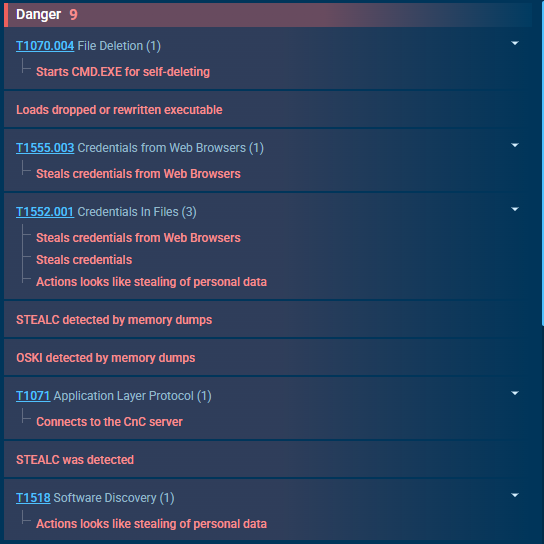 Danger 9
T1070.004 File Deletion (1)
Starts CMD.EXE for self-deleting
Loads dropped or rewritten executable
T1555.003 Credentials from Web Browsers (1)
Steals credentials from Web Browsers
T1552.001 Credentials In Files (3)
Steals credentials from Web Browsers
Steals credentials
Actions looks like stealing of personal data
STEALC detected by memory dumps
OSKI detected by memory dumps
T1071 Application Layer Protocol (1)
Connects to the CnC server
STEALC was detected
T1518 Software Discovery (1)
Actions looks like stealing of personal data